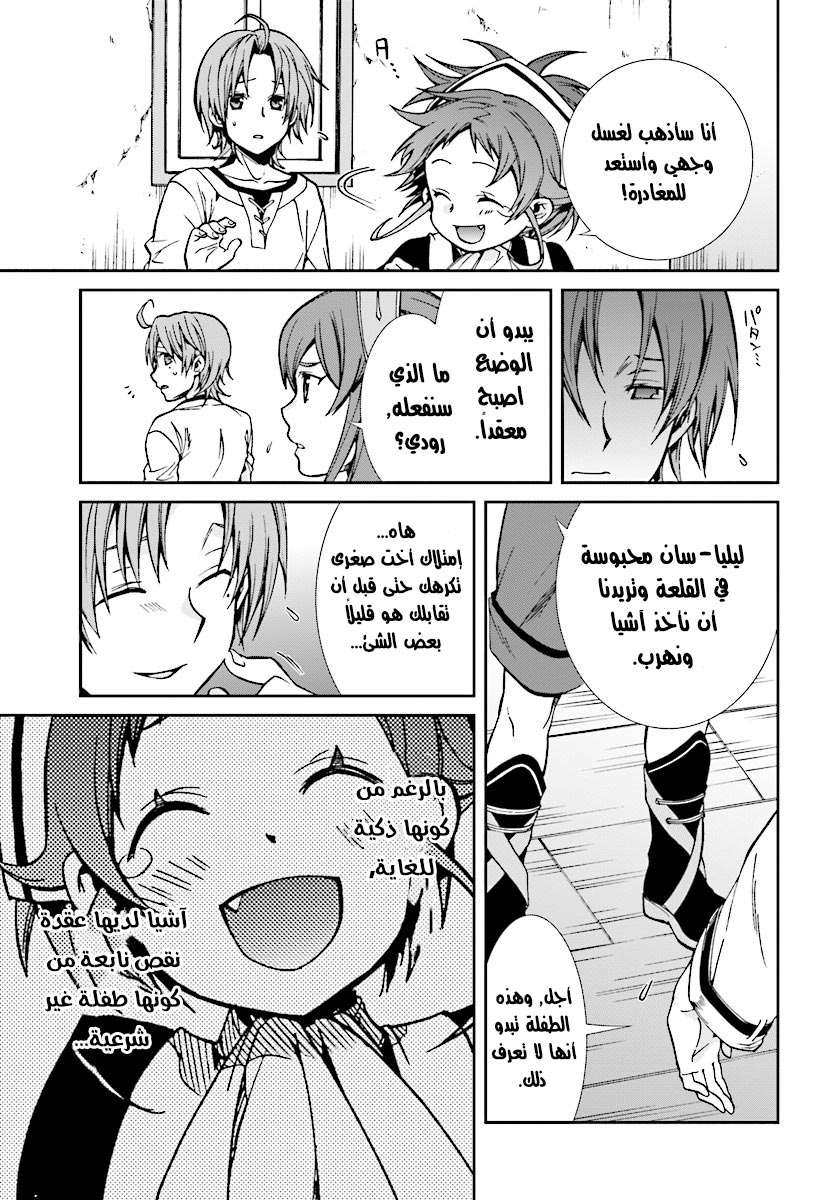 أنا سأذهب لغسل
وجهي وأستعد
للمغادرة!
يبدو أن
الوضع
اصبح
معقداً.
ما الذي
سنفعله,
رودي؟
ليليا-سان محبوسة
في القلعة وتريدنا
أن نأخذ أشيا
ونهرب.
هاه...
إمتلاك أخت صغرى
تكرهك حتى قبل أن
تقابلك هو قليلاً
بعض الشئ...
أجل, وهذه
الطفلة تبدو
أنها لا تعرف
ذلك.
بالرغم من
كونها ذكية
للغاية,
آشيا لديها عقدة
نقص نابعة من
كونها طفلة غير
شرعية...